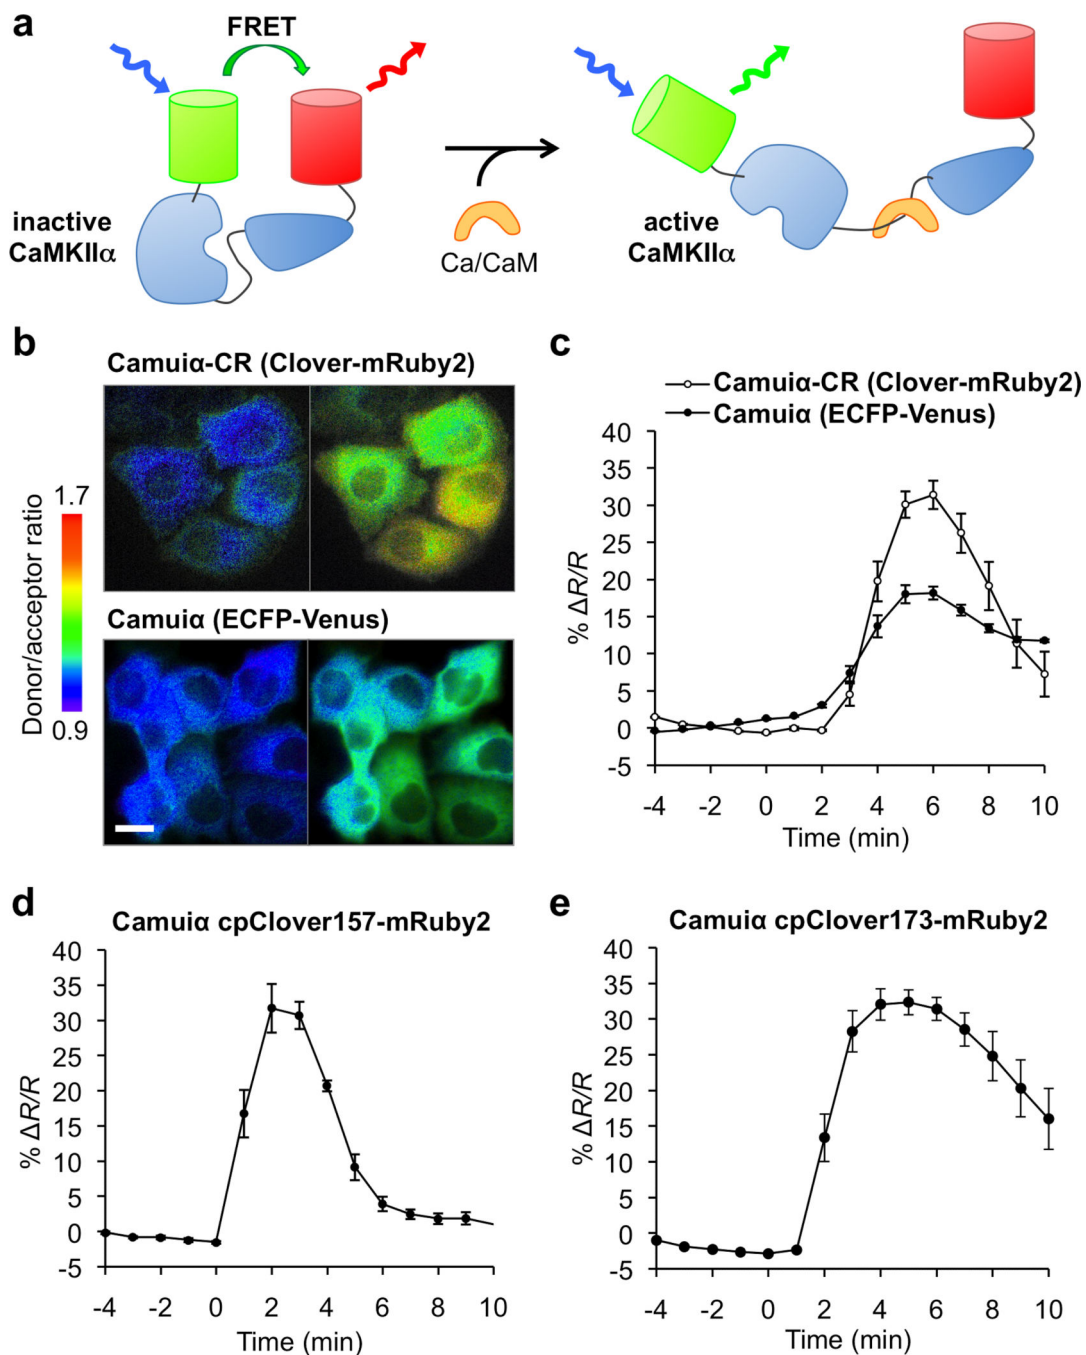 a
FRET
inactive
CaMKIIα
Ca/CaM
active
CaMKIIα
b
Camuiα-CR (Clover-mRuby2)
1.7
Donor/acceptor ratio
0.9
Camuiα (ECFP-Venus)
c
Camuiα-CR (Clover-mRuby2)
Camuiα (ECFP-Venus)
40
35
30
25
20
15
10
5
0
-5
% ΔR/R
-4 -2 0 2 4 6 8 10
Time (min)
d
Camuiα cpClover157-mRuby2
40
35
30
25
20
15
10
5
0
-5
% ΔR/R
-4 -2 0 2 4 6 8 10
Time (min)
e
Camuiα cpClover173-mRuby2
40
35
30
25
20
15
10
5
0
-5
% ΔR/R
-4 -2 0 2 4 6 8 10
Time (min)